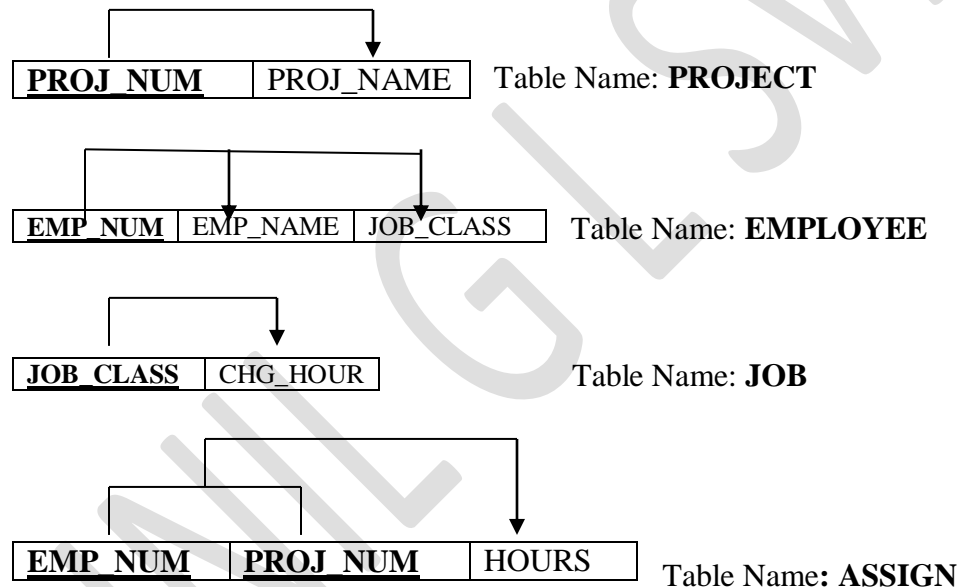 PROJ_NUM PROJ_NAME Table Name: PROJECT
EMP_NUM EMP_NAME JOB_CLASS Table Name: EMPLOYEE
JOB_CLASS CHG_HOUR Table Name: JOB
EMP_NUM PROJ_NUM HOURS Table Name: ASSIGN